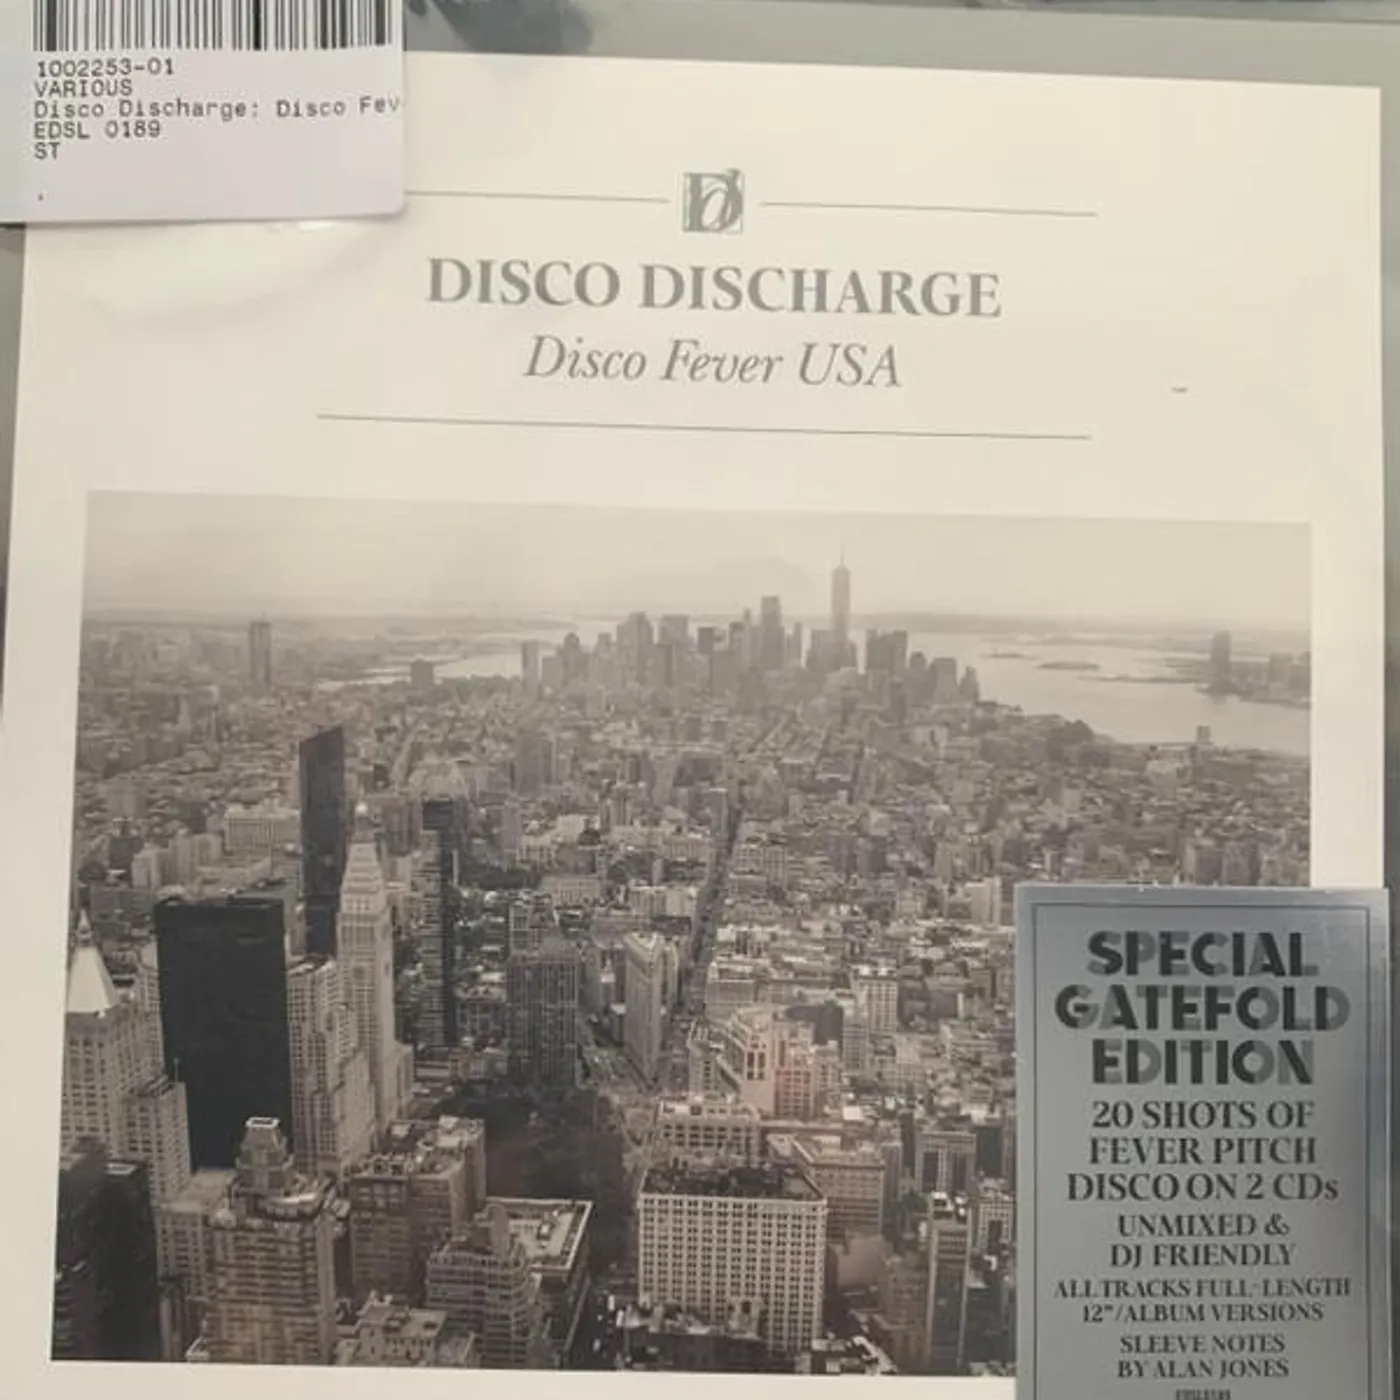 1002253-01
VARIOUS
Disco Discharge: Disco Fev
EDSL 0189
ST
DISCO DISCHARGE
Disco Fever USA
SPECIAL
GATEFOLD
EDITION
20 SHOTS OF
FEVER PITCH
DISCO ON 2 CDs
UNMIXED &
DJ FRIENDLY
ALL TRACKS FULL-LENGTH
12"/ALBUM VERSIONS
SLEEVE NOTES
BY ALAN JONES